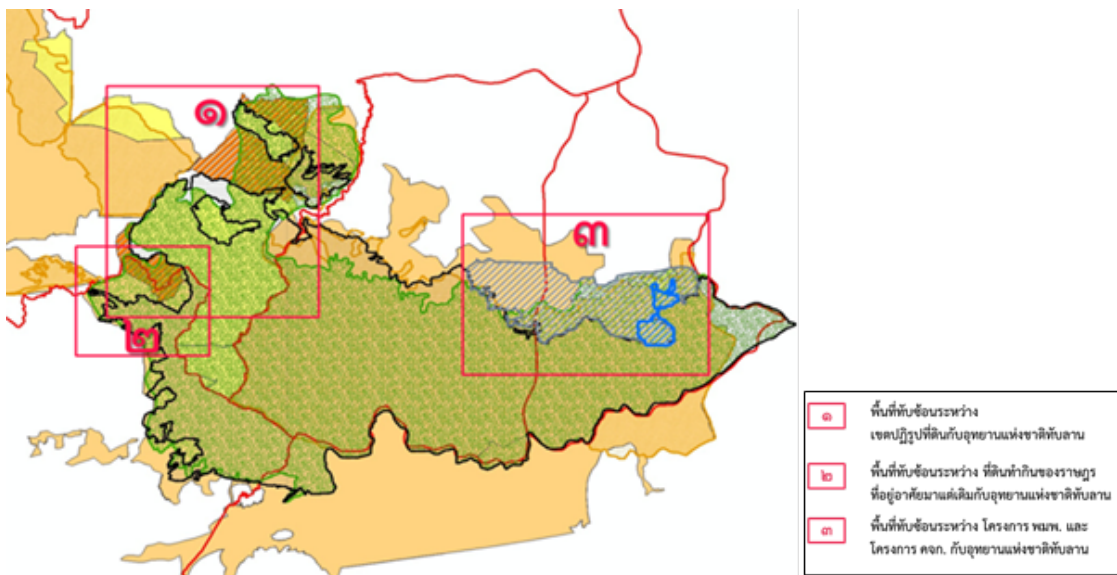 ๑
๒
๓
๑ พื้นที่ทับซ้อนระหว่าง
เขตปฏิรูปที่ดินกับอุทยานแห่งชาติทับลาน
๒ พื้นที่ทับซ้อนระหว่าง ที่ดินทำกินของราษฎร
ที่อยู่อาศัยมาแต่เดิมกับอุทยานแห่งชาติทับลาน
๓ พื้นที่ทับซ้อนระหว่าง โครงการ พมพ. และ
โครงการ คจก. กับอุทยานแห่งชาติทับลาน